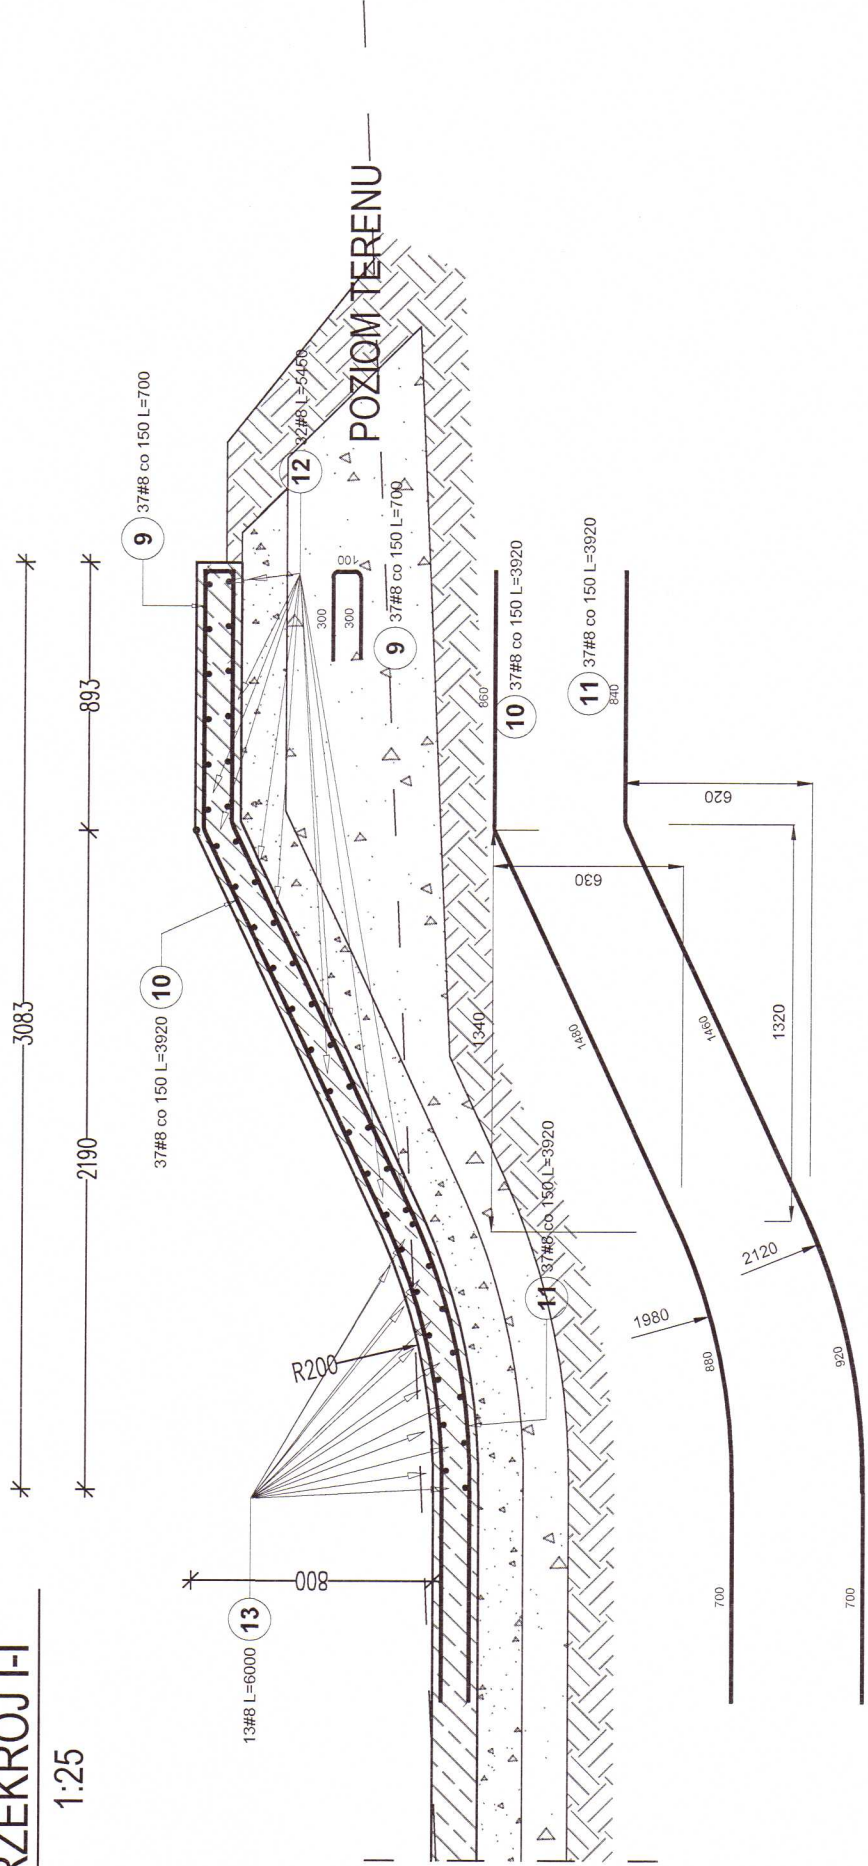 RZEKRÓJ I-I
1:25
3083
2190
893
9 37#8 co 150 L=700
37#8 co 150 L=3920 10
12 32#8 L=5450
POZIOM TERENU
13#8 L=6000 13
800
R200
300
300
100
9 37#8 co 150 L=700
11 37#8 co 150 L=3920
860
10 37#8 co 150 L=3920
1340
630
1480
1980
880
700
11 37#8 co 150 L=3920
840
620
1320
1460
2120
920
700